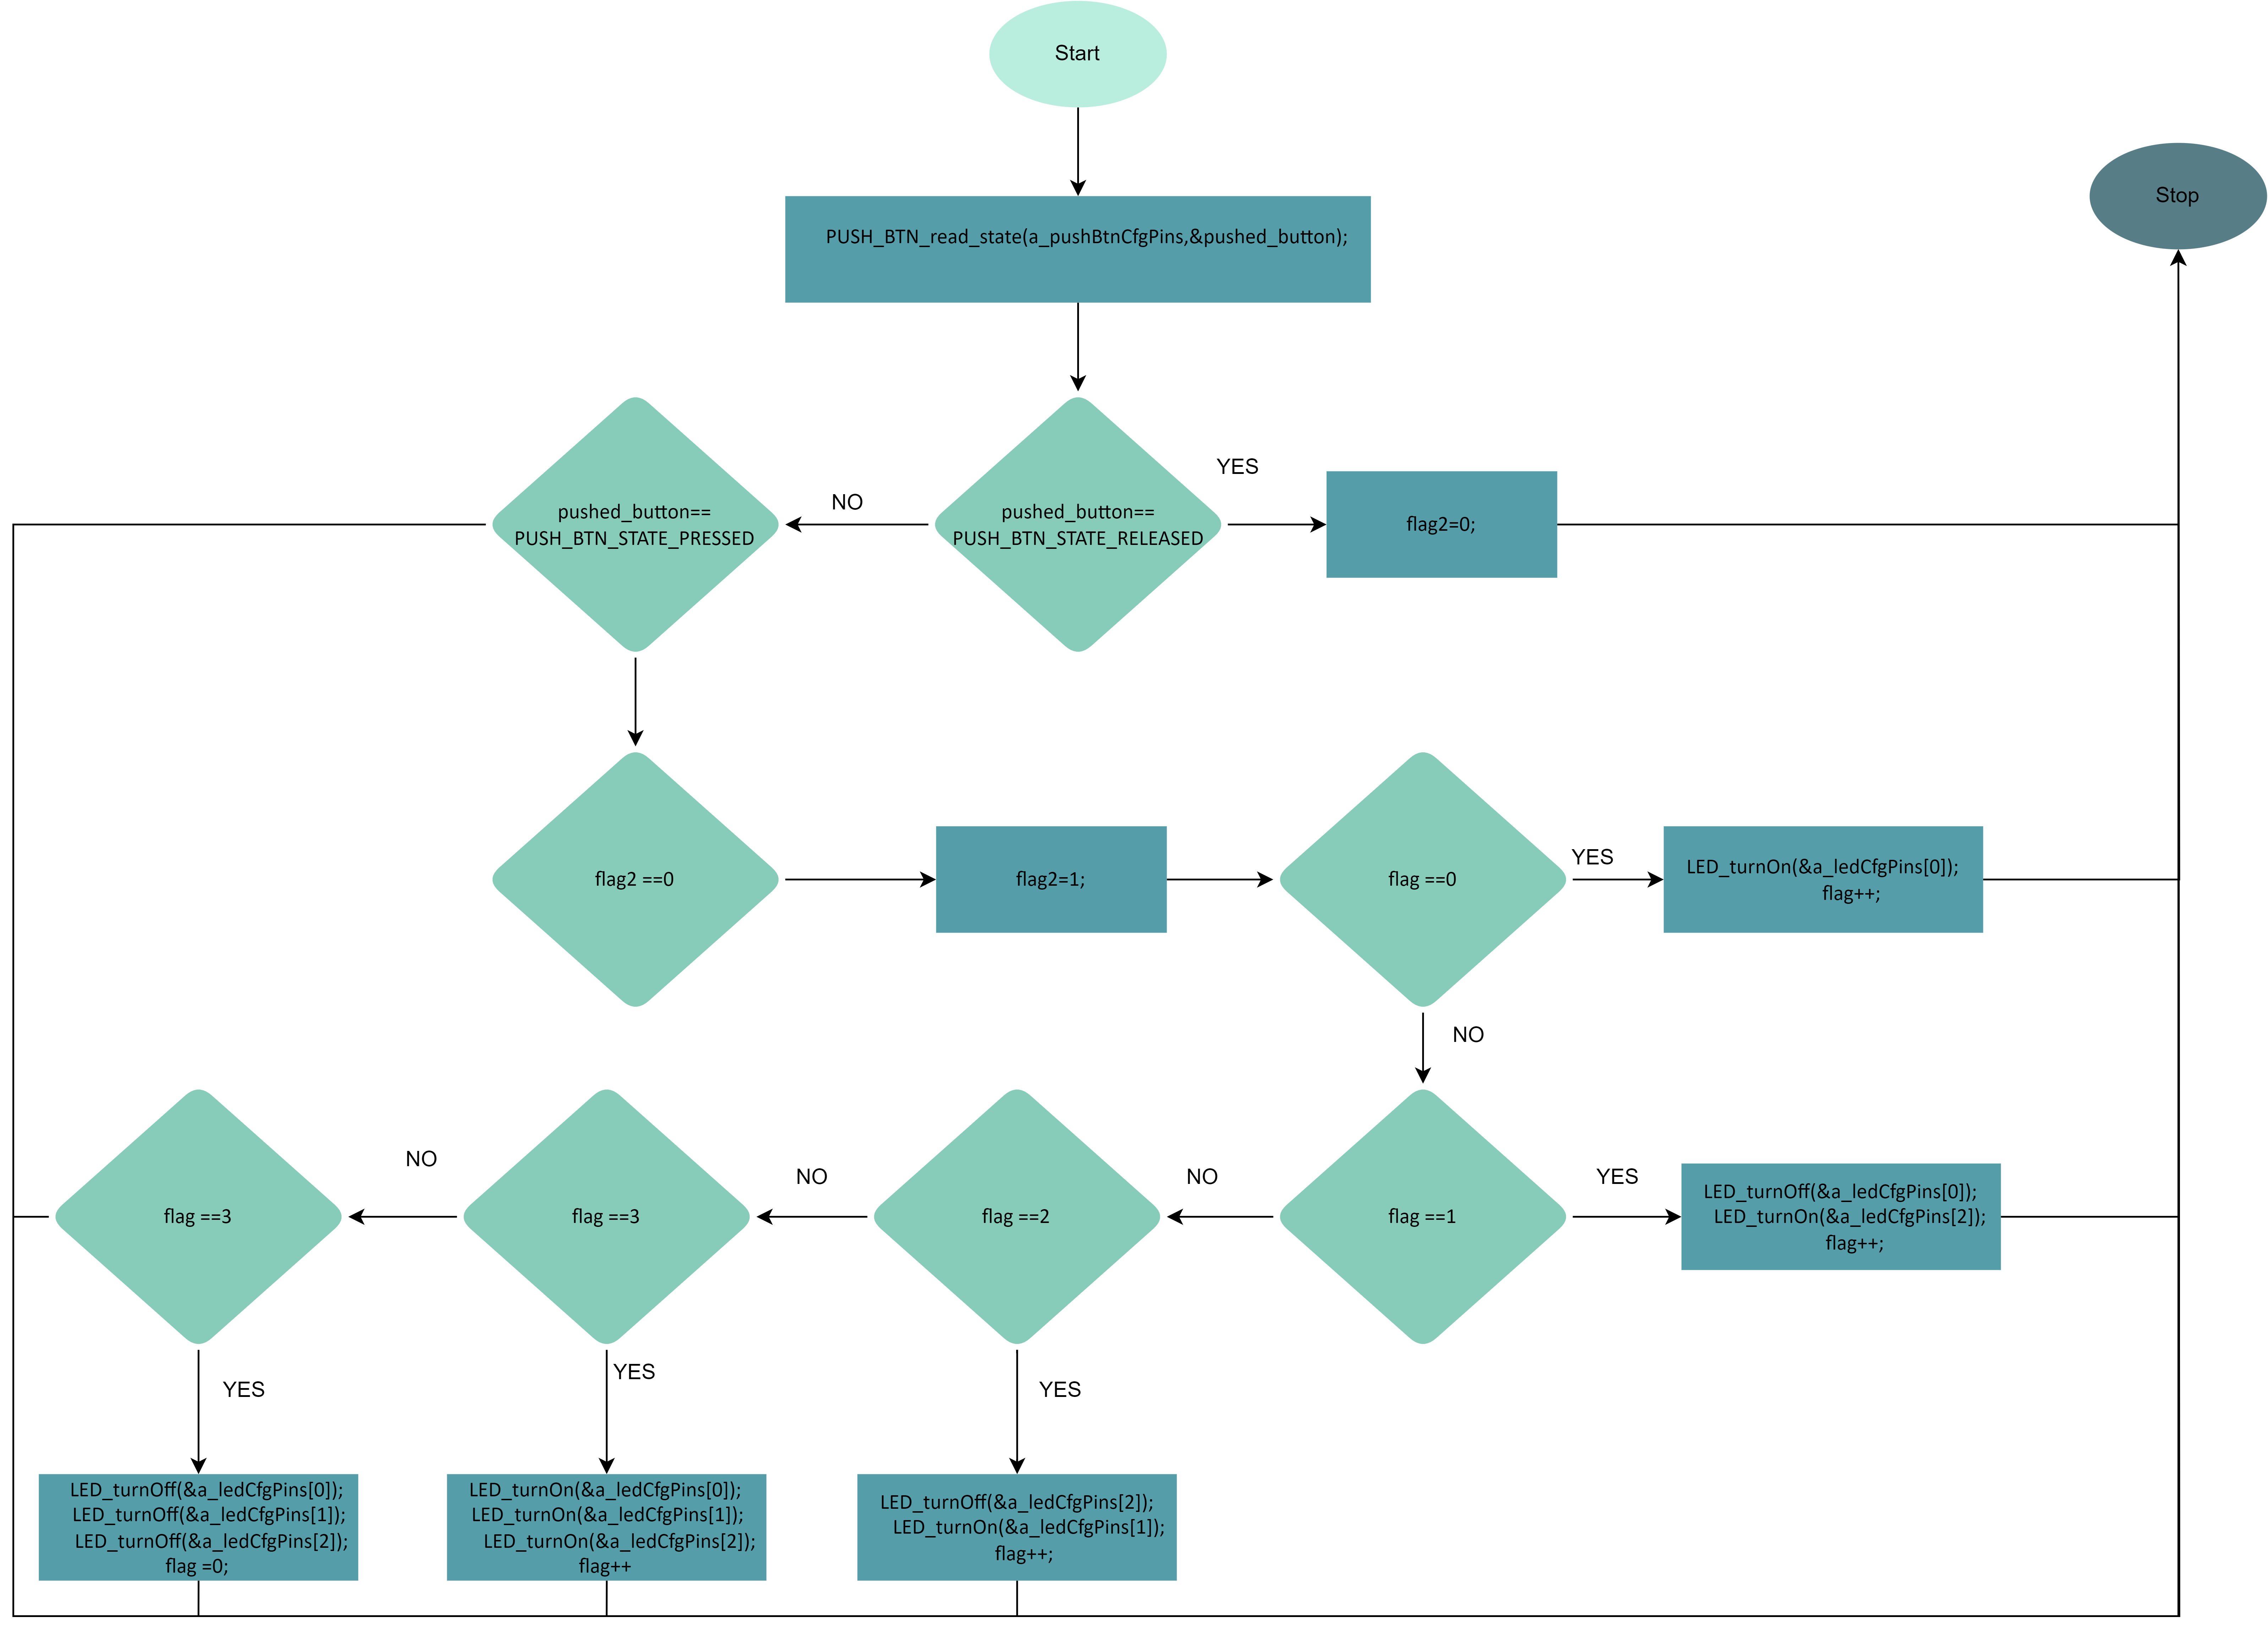 Start
Stop
PUSH_BTN_read_state(a_pushBtnCfgPins,&pushed_button);
pushed_button==
PUSH_BTN_STATE_PRESSED
NO
pushed_button==
PUSH_BTN_STATE_RELEASED
YES
flag2=0;
flag2 ==0
flag2=1;
flag ==0
YES
LED_turnOn(&a_ledCfgPins[0]);
flag++;
NO
flag ==3
NO
flag ==3
NO
flag ==2
NO
flag ==1
YES
LED_turnOff(&a_ledCfgPins[0]);
LED_turnOn(&a_ledCfgPins[2]);
flag++;
YES
YES
YES
LED_turnOff(&a_ledCfgPins[0]);
LED_turnOff(&a_ledCfgPins[1]);
LED_turnOff(&a_ledCfgPins[2]);
flag =0;
LED_turnOn(&a_ledCfgPins[0]);
LED_turnOn(&a_ledCfgPins[1]);
LED_turnOn(&a_ledCfgPins[2]);
flag++
LED_turnOff(&a_ledCfgPins[2]);
LED_turnOn(&a_ledCfgPins[1]);
flag++;